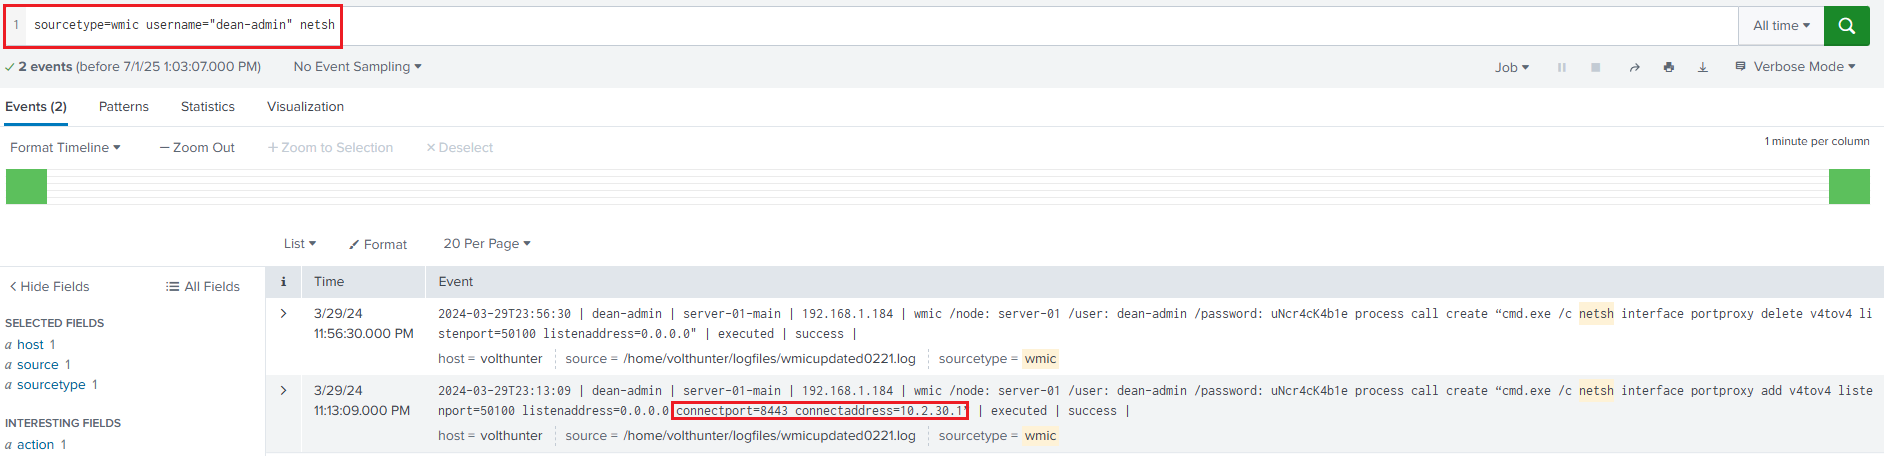 1 sourcetype=wmic username="dean-admin" netsh
All time
2 events (before 7/1/25 1:03:07.000 PM) No Event Sampling
Job Verbose Mode
Events (2) Patterns Statistics Visualization
Format Timeline — Zoom Out + Zoom to Selection × Deselect
1 minute per column
List Format 20 Per Page
< Hide Fields All Fields
SELECTED FIELDS
a host 1
a source 1
a sourcetype 1
INTERESTING FIELDS
a action 1
i Time Event
3/29/24
11:56:30.000 PM
2024-03-29T23:56:30 | dean-admin | server-01-main | 192.168.1.184 | wmic /node: server-01 /user: dean-admin /password: uNcr4cK4b1e process call create “cmd.exe /c netsh interface portproxy delete v4tov4 li
stenport=50100 listenaddress=0.0.0.0" | executed | success |
host = volthunter source = /home/volthunter/logfiles/wmicupdated0221.log sourcetype = wmic
3/29/24
11:13:09.000 PM
2024-03-29T23:13:09 | dean-admin | server-01-main | 192.168.1.184 | wmic /node: server-01 /user: dean-admin /password: uNcr4cK4b1e process call create “cmd.exe /c netsh interface portproxy add v4tov4 liste
nport=50100 listenaddress=0.0.0.0 connectport=8443 connectaddress=10.2.30.1" | executed | success |
host = volthunter source = /home/volthunter/logfiles/wmicupdated0221.log sourcetype = wmic